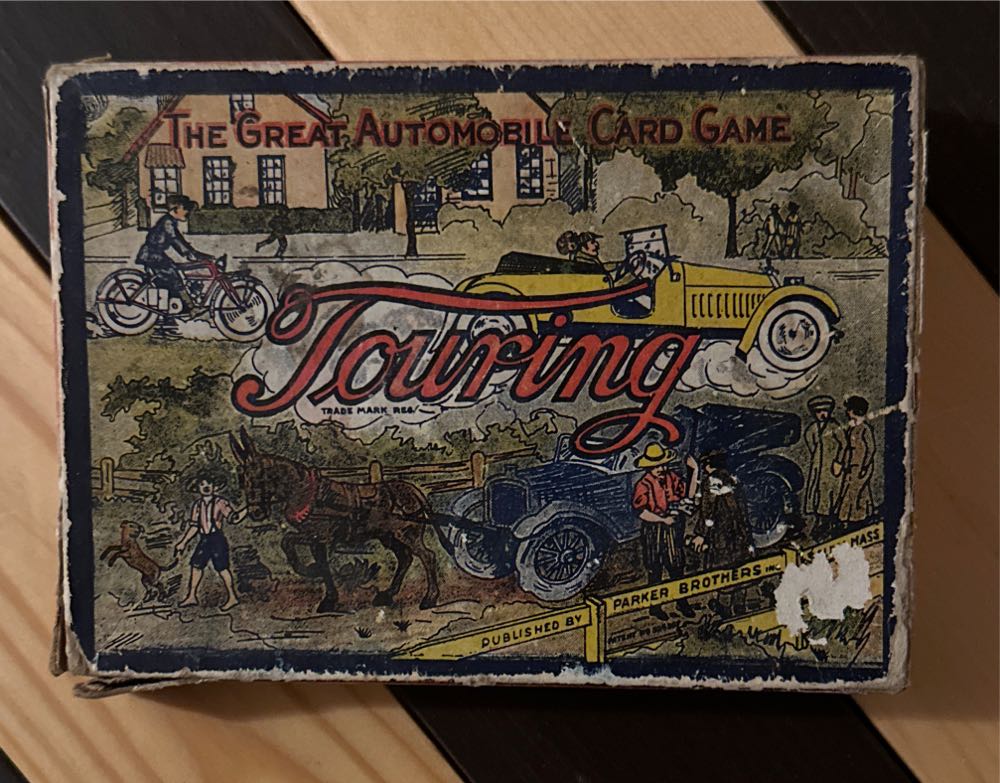 THE GREAT AUTOMOBILE CARD GAME
Touring
TRADE MARK REG.
PUBLISHED BY PARKER BROTHERS INC. MASS